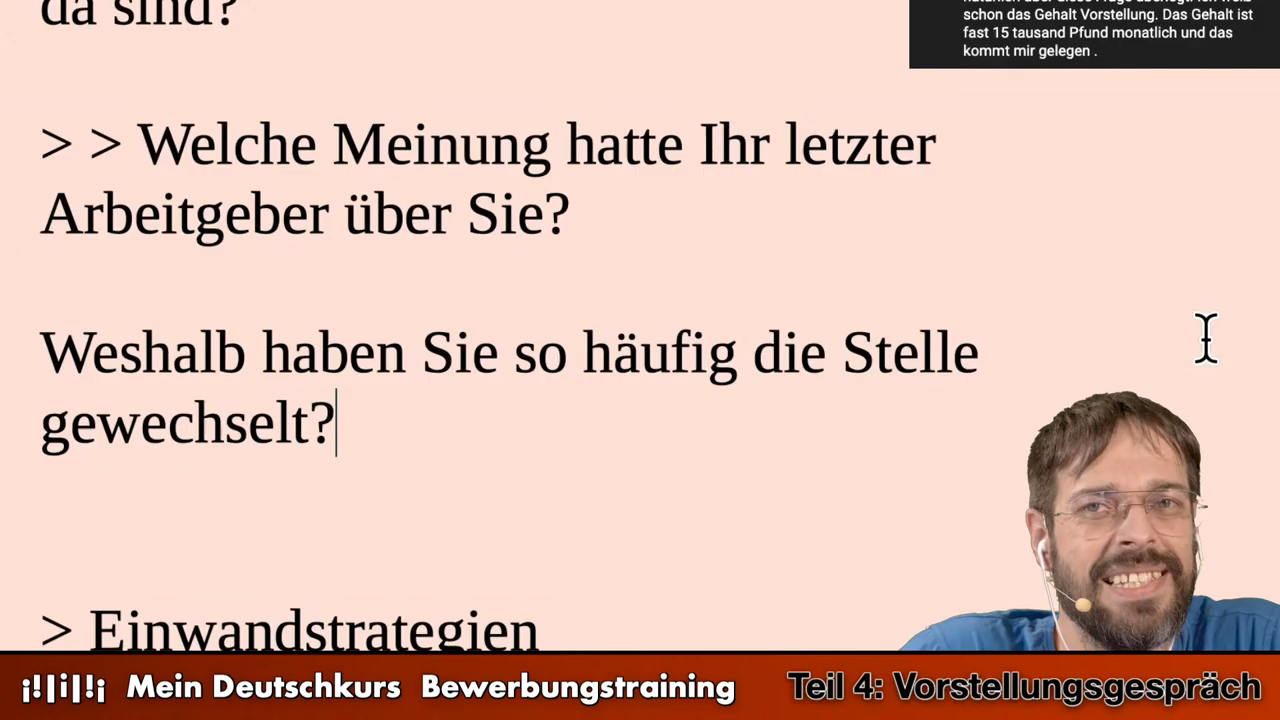 da sind?
schon das Gehalt Vorstellung. Das Gehalt ist
fast 15 tausand Pfund monatlich und das
kommt mir gelegen .
> > Welche Meinung hatte Ihr letzter
Arbeitgeber über Sie?
Weshalb haben Sie so häufig die Stelle
gewechselt?
> Einwandstrategien
Mein Deutschkurs Bewerbungstraining
Teil 4: Vorstellungsgespräch